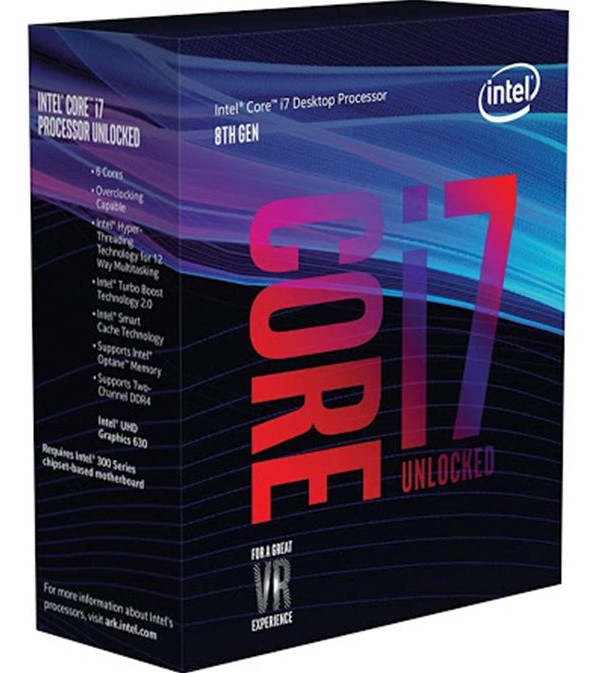 INTEL® CORE™ i7
PROCESSOR UNLOCKED
• 6 Cores
• Overclocking
Capable
• Intel® Hyper-
Threading
Technology for 12
Way Multitasking
• Intel® Turbo Boost
Technology 2.0
• Intel® Smart
Cache Technology
• Supports Intel®
Optane™ Memory
• Supports Two-
Channel DDR4
Intel® UHD
Graphics 630
Requires Intel® 300 Series
chipset-based motherboard
For more information about Intel's
processors, visit ark.intel.com
Intel® Core™ i7 Desktop Processor
8TH GEN
intel®
CORE
i7
UNLOCKED
FOR A GREAT
VR
EXPERIENCE